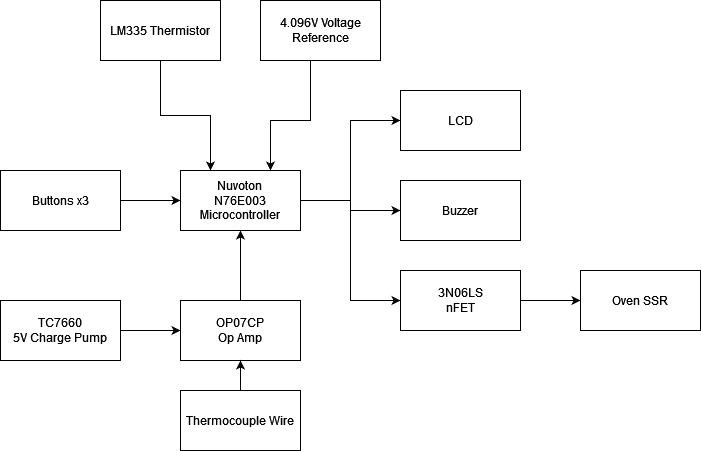 LM335 Thermistor
4.096V Voltage
Reference
LCD
Buttons x3
Nuvoton
N76E003
Microcontroller
Buzzer
TC7660
5V Charge Pump
OP07CP
Op Amp
3N06LS
nFET
Oven SSR
Thermocouple Wire